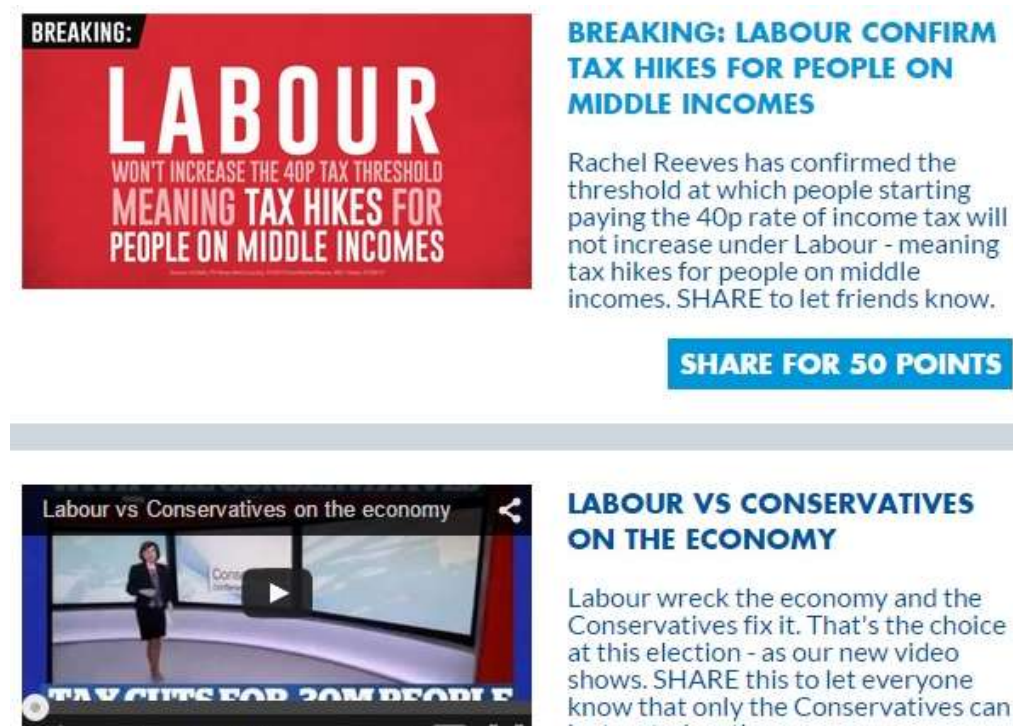 BREAKING:
LABOUR
WON'T INCREASE THE 40P TAX THRESHOLD
MEANING TAX HIKES FOR
PEOPLE ON MIDDLE INCOMES
BREAKING: LABOUR CONFIRM
TAX HIKES FOR PEOPLE ON
MIDDLE INCOMES
Rachel Reeves has confirmed the
threshold at which people starting
paying the 40p rate of income tax will
not increase under Labour - meaning
tax hikes for people on middle
incomes. SHARE to let friends know.
SHARE FOR 50 POINTS
Labour vs Conservatives on the economy
TAX CUTS FOR 30M PEOPLE
LABOUR VS CONSERVATIVES
ON THE ECONOMY
Labour wreck the economy and the
Conservatives fix it. That's the choice
at this election - as our new video
shows. SHARE this to let everyone
know that only the Conservatives can